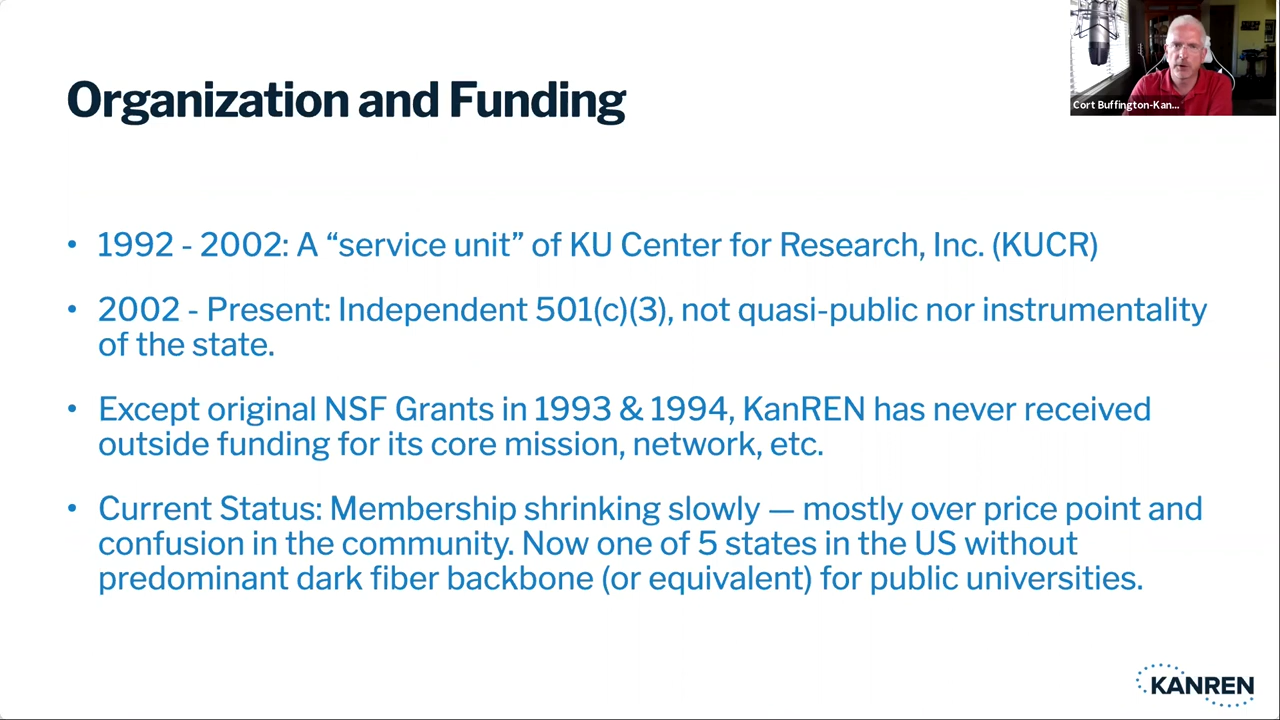 Cort Buffington-Kan...
Organization and Funding
• 1992 - 2002: A “service unit” of KU Center for Research, Inc. (KUCR)
• 2002 - Present: Independent 501(c)(3), not quasi-public nor instrumentality
of the state.
• Except original NSF Grants in 1993 & 1994, KanREN has never received
outside funding for its core mission, network, etc.
• Current Status: Membership shrinking slowly — mostly over price point and
confusion in the community. Now one of 5 states in the US without
predominant dark fiber backbone (or equivalent) for public universities.
KANREN